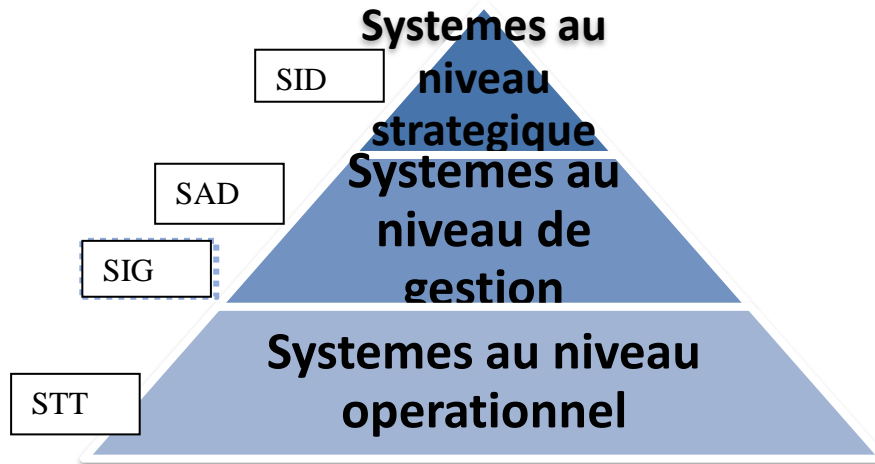 Systemes au
SID
niveau
strategique
Systemes au
SAD
niveau de
SIG
gestion
Systemes au niveau
STT
operationnel